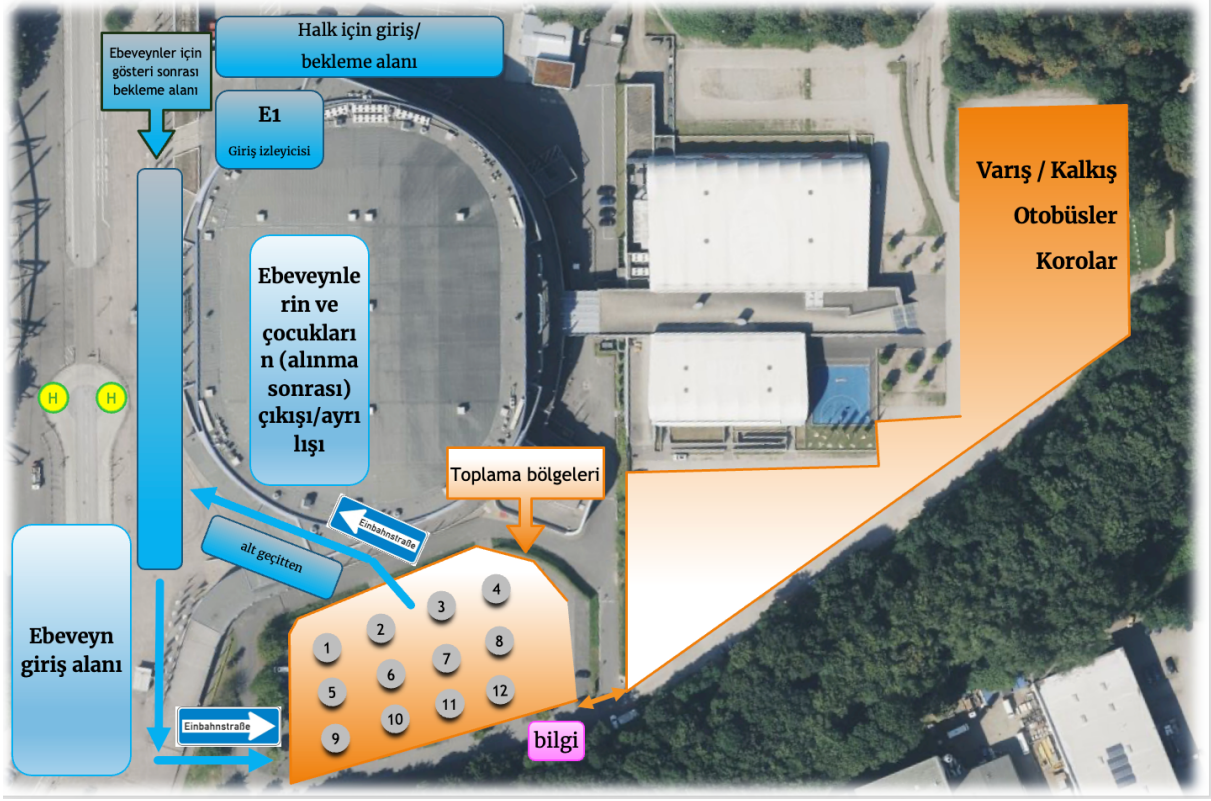 Halk için giriş/
bekleme alanı
Ebeveynler için
gösteri sonrası
bekleme alanı
E1
Giriş izleyicisi
Varış / Kalkış
Otobüsler
Korolar
Ebeveynle
rin ve
çocukları
n (alınma
sonrası)
çıkışı/ayrı
lışı
H
H
Toplama bölgeleri
Einbahnstraße
alt geçitten
Ebeveyn
giriş alanı
1
2
3
4
5
6
7
8
9
10
11
12
Einbahnstraße
bilgi